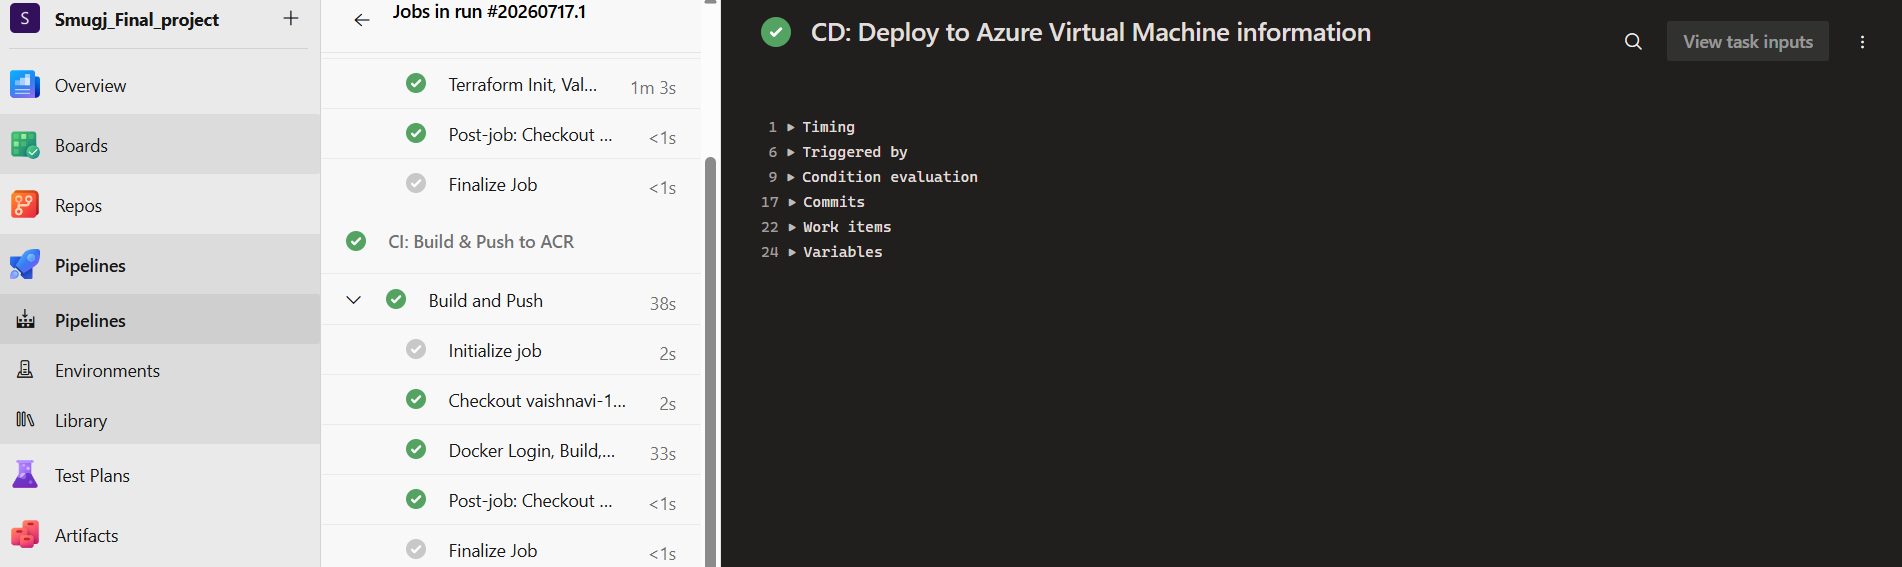 S Smugj_Final_project +
Overview
Boards
Repos
Pipelines
Pipelines
Environments
Library
Test Plans
Artifacts
Jobs in run #20260717.1
Terraform Init, Val... 1m 3s
Post-job: Checkout ... <1s
Finalize Job <1s
CI: Build & Push to ACR
Build and Push 38s
Initialize job 2s
Checkout vaishnavi-1... 2s
Docker Login, Build,... 33s
Post-job: Checkout ... <1s
Finalize Job <1s
CD: Deploy to Azure Virtual Machine information
View task inputs
1 Timing
6 Triggered by
9 Condition evaluation
17 Commits
22 Work items
24 Variables